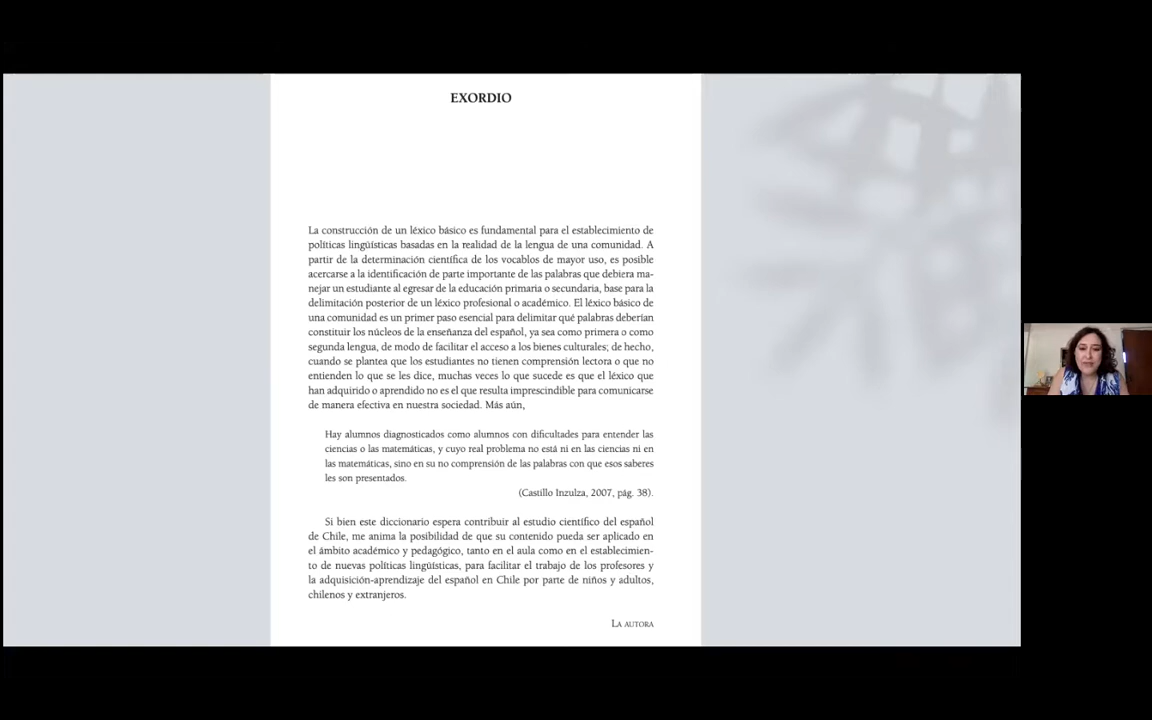 EXORDIO
La construcción de un léxico básico es fundamental para el establecimiento de
políticas lingüísticas basadas en la realidad de la lengua de una comunidad. A
partir de la determinación científica de los vocablos de mayor uso, es posible
acercarse a la identificación de parte importante de las palabras que debiera ma-
nejar un estudiante al egresar de la educación primaria o secundaria, base para la
delimitación posterior de un léxico profesional o académico. El léxico básico de
una comunidad es un primer paso esencial para delimitar qué palabras deberían
constituir los núcleos de la enseñanza del español, ya sea como primera o como
segunda lengua, de modo de facilitar el acceso a los bienes culturales; de hecho,
cuando se plantea que los estudiantes no tienen comprensión lectora o que no
entienden lo que se les dice, muchas veces lo que sucede es que el léxico que
han adquirido o aprendido no es el que resulta imprescindible para comunicarse
de manera efectiva en nuestra sociedad. Más aún,
Hay alumnos diagnosticados como alumnos con dificultades para entender las
ciencias o las matemáticas, y cuyo real problema no está ni en las ciencias ni en
las matemáticas, sino en su no comprensión de las palabras con que esos saberes
les son presentados.
(Castillo Inzulza, 2007, pág. 38).
Si bien este diccionario espera contribuir al estudio científico del español
de Chile, me anima la posibilidad de que su contenido pueda ser aplicado en
el ámbito académico y pedagógico, tanto en el aula como en el establecimien-
to de nuevas políticas lingüísticas, para facilitar el trabajo de los profesores y
la adquisición-aprendizaje del español en Chile por parte de niños y adultos,
chilenos y extranjeros.
LA AUTORA